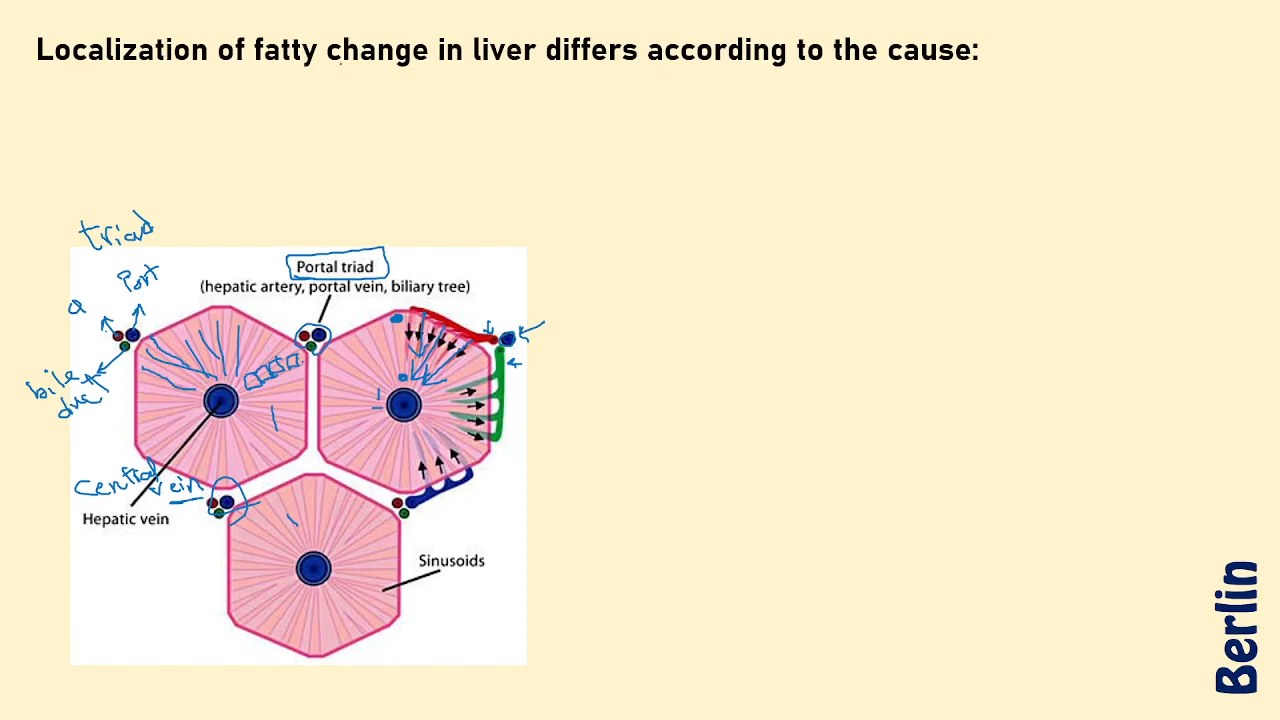 Localization of fatty change in liver differs according to the cause:
triad
Port
a
Portal triad
(hepatic artery, portal vein, biliary tree)
bile
duct
Central
vein
Hepatic vein
Sinusoids
Berlin